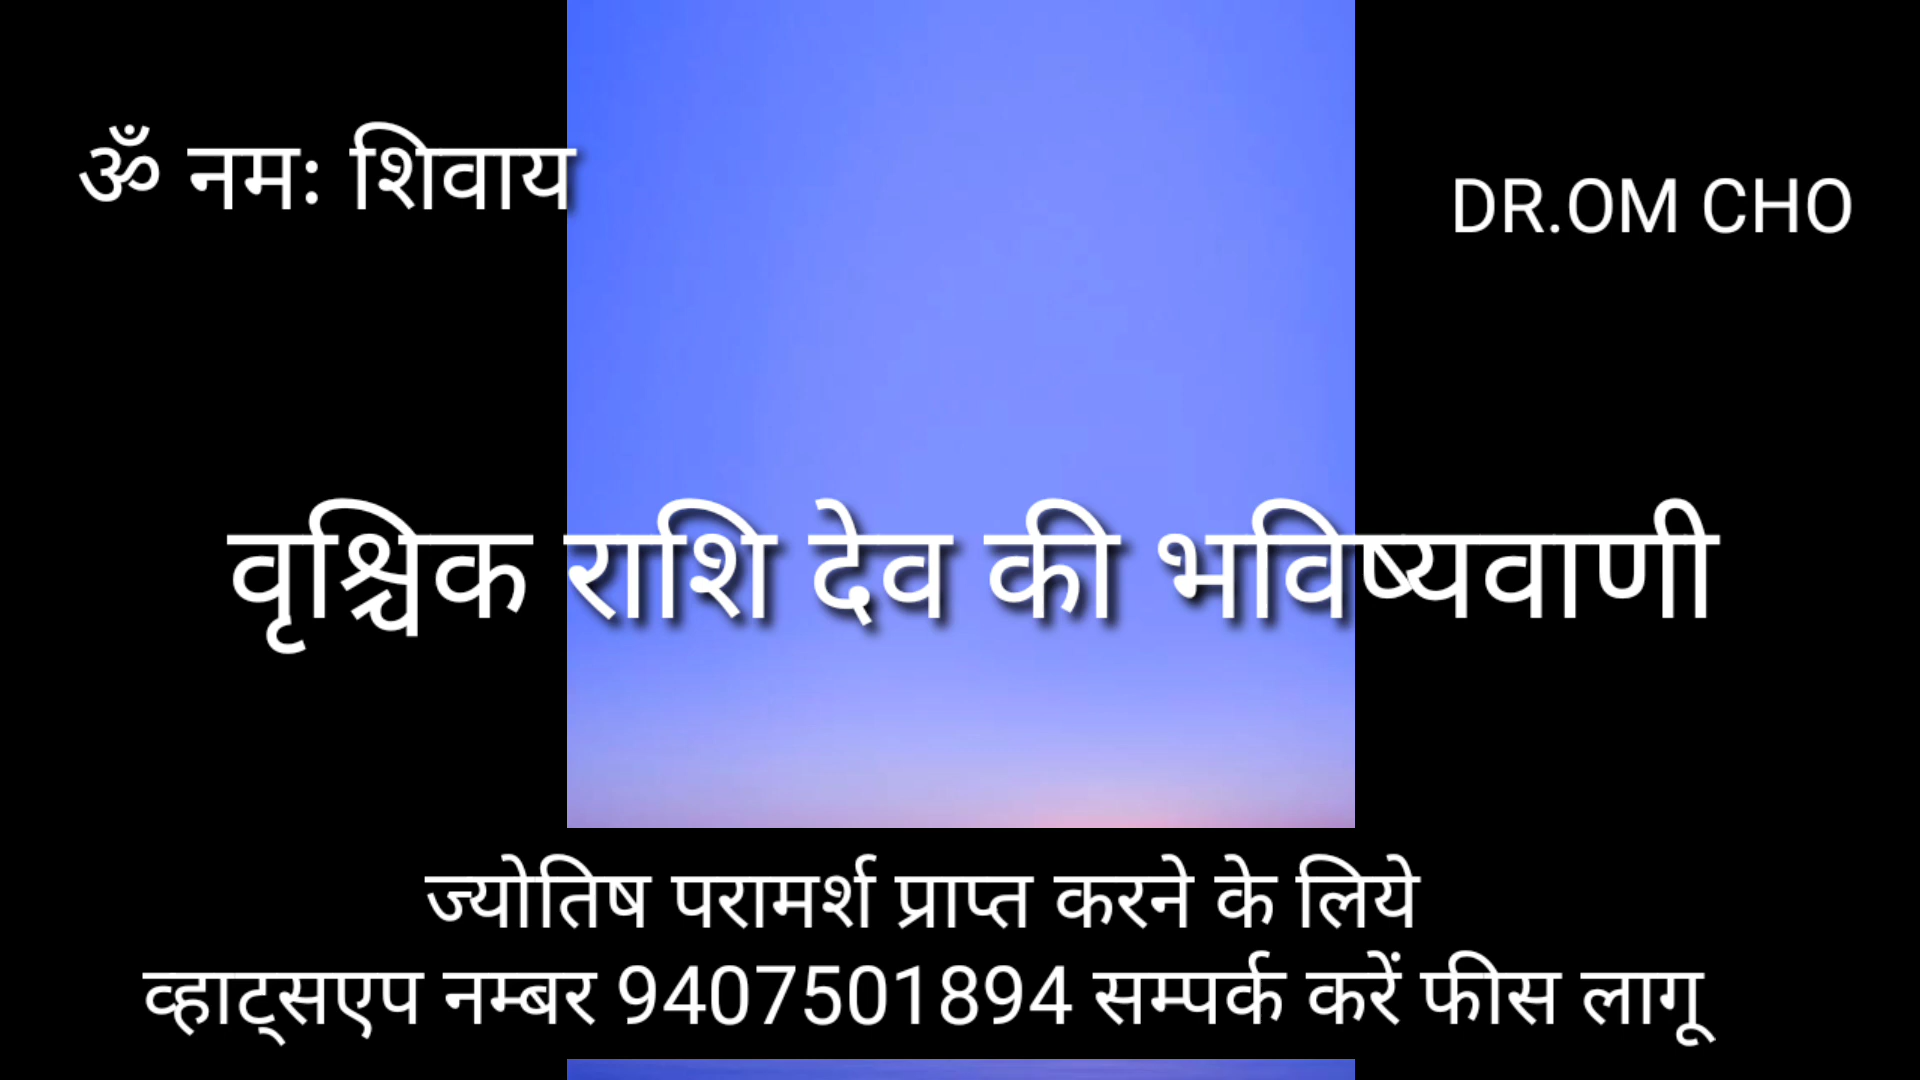 ॐ नमः शिवाय
DR.OM CHO
वृश्चिक राशि देव की भविष्यवाणी
ज्योतिष परामर्श प्राप्त करने के लिये
व्हाट्सएप नम्बर 9407501894 सम्पर्क करें फीस लागू